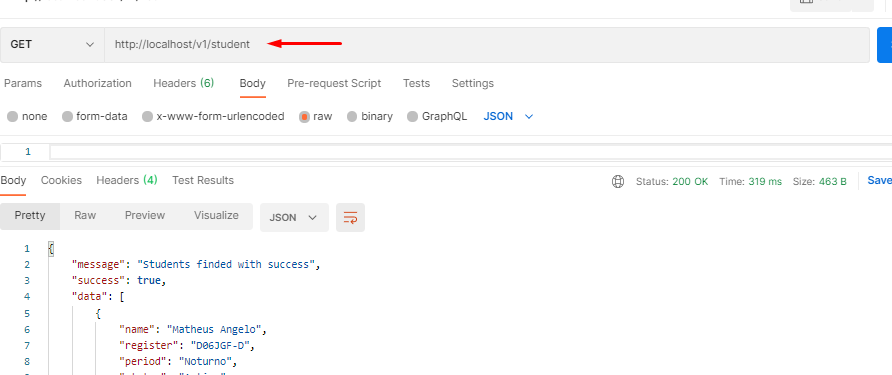 GET http://localhost/v1/student
Params Authorization Headers (6) Body Pre-request Script Tests Settings
none form-data x-www-form-urlencoded raw binary GraphQL JSON
1
Body Cookies Headers (4) Test Results Status: 200 OK Time: 319 ms Size: 463 B Save
Pretty Raw Preview Visualize JSON
1 {
2 "message": "Students finded with success",
3 "success": true,
4 "data": [
5 {
6 "name": "Matheus Angelo",
7 "register": "D06JGF-D",
8 "period": "Noturno",